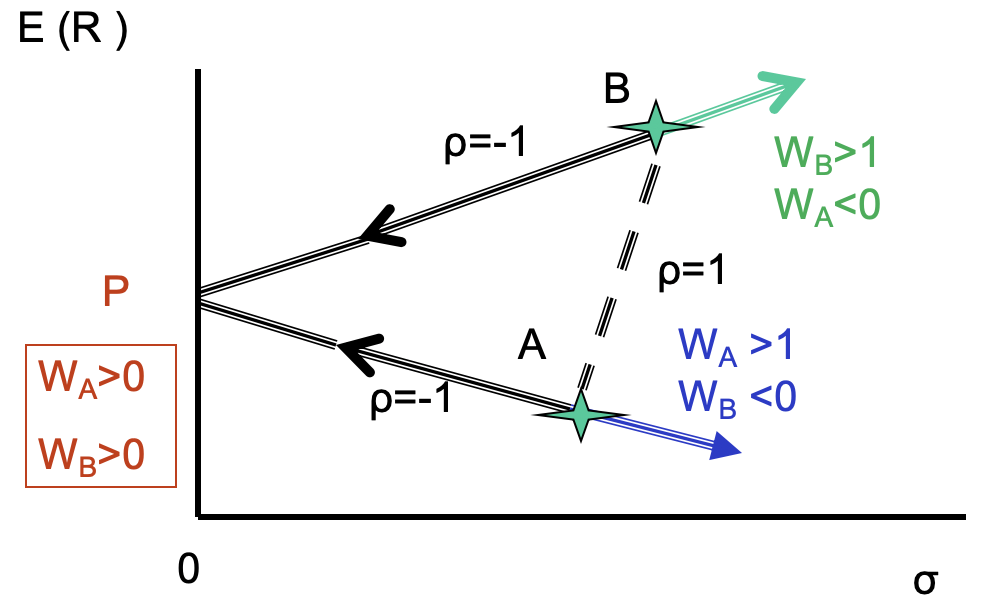 E (R )
B
ρ=-1
W_B>1
W_A<0
ρ=1
P
A
W_A >1
W_B <0
W_A>0
ρ=-1
W_B>0
0
σ